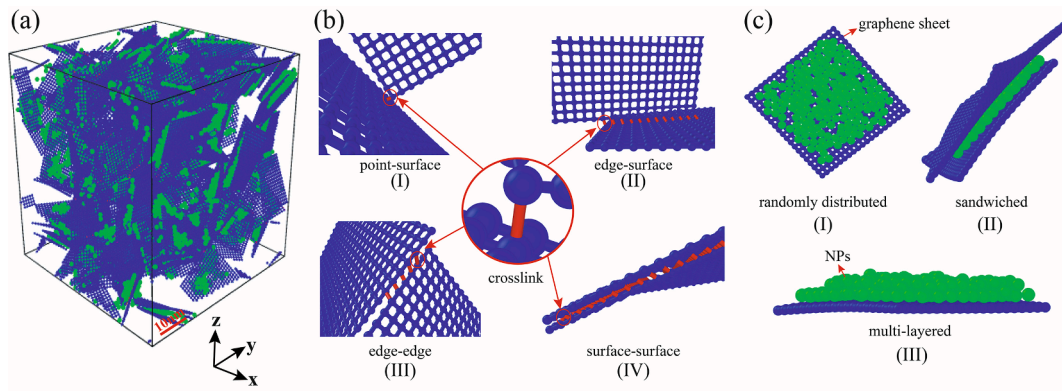 (a)
z
y
x
(b)
point-surface
(I)
edge-surface
(II)
crosslink
edge-edge
(III)
surface-surface
(IV)
(c)
graphene sheet
randomly distributed
(I)
sandwiched
(II)
NPs
multi-layered
(III)